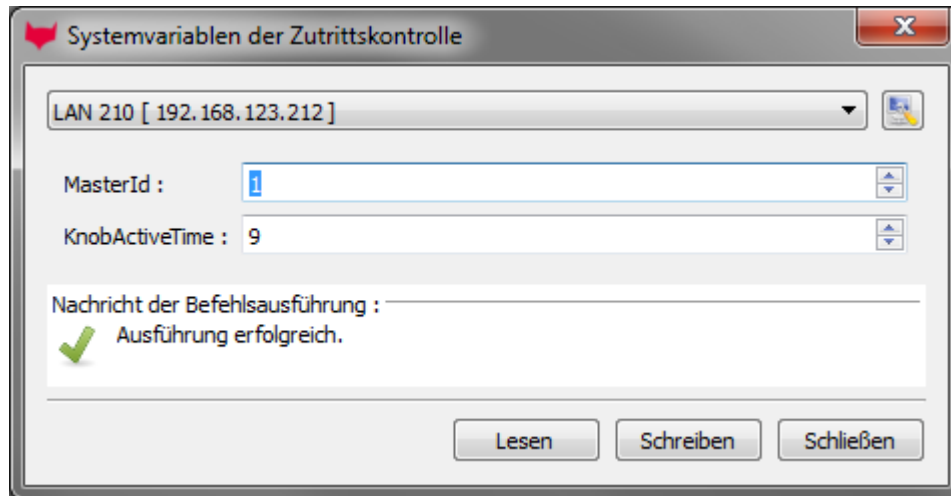 Systemvariablen der Zutrittskontrolle
LAN 210 [ 192.168.123.212 ]
MasterId : 1
KnobActiveTime : 9
Nachricht der Befehlsausführung :
Ausführung erfolgreich.
Lesen Schreiben Schließen